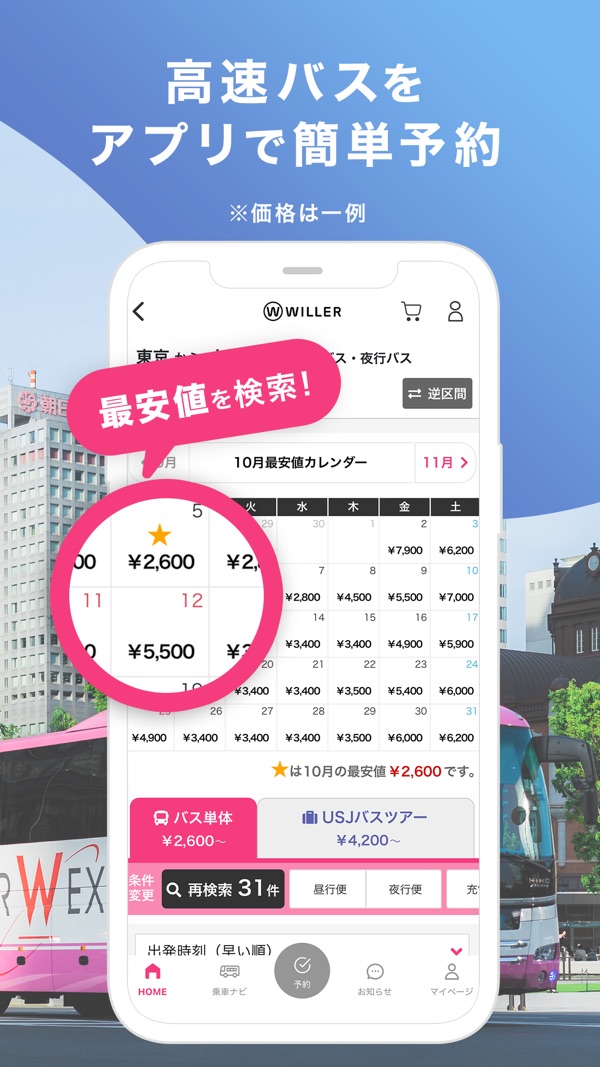 高速バスを
アプリで簡単予約
※価格は一例
WILLER
東京
バス・夜行バス
逆区間
最安値を検索！
月
10月最安値カレンダー
11月
火 水 木 金 土
29 30 1 2 3
¥7,900 ¥6,200
5
¥2,600
7 8 9 10
¥2,800 ¥4,500 ¥5,500 ¥7,000
11 12
¥5,500
14 15 16 17
¥3,400 ¥3,400 ¥4,900 ¥5,900
19
20 21 22 23 24
¥3,400 ¥3,400 ¥3,500 ¥5,400 ¥6,000
25 26 27 28 29 30 31
¥4,900 ¥3,400 ¥3,400 ¥3,400 ¥3,500 ¥6,000 ¥6,200
★は10月の最安値 ¥2,600 です。
バス単体
¥2,600〜
USJバスツアー
¥4,200〜
条件変更
再検索 31件
昼行便
夜行便
出発時刻（早い順）
HOME
乗車ナビ
予約
お知らせ
マイページ
朝日
R WEX